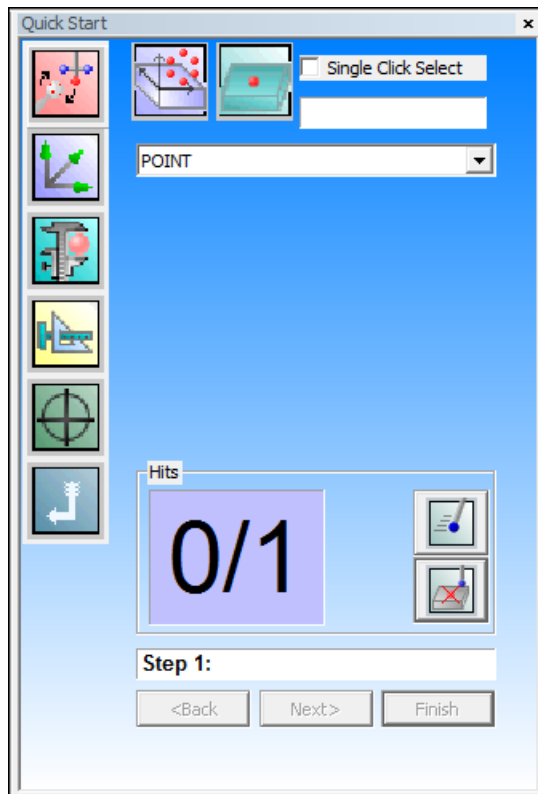 Quick Start
Single Click Select
POINT
Hits
0/1
Step 1:
<Back Next> Finish